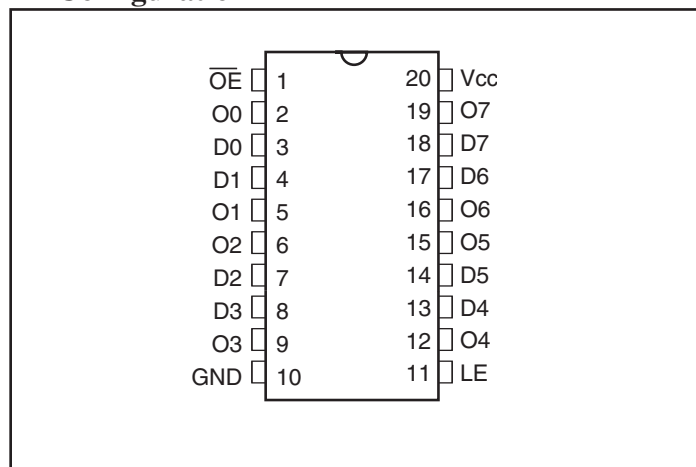 OE 1 20 Vcc
O0 2 19 O7
D0 3 18 D7
D1 4 17 D6
O1 5 16 O6
O2 6 15 O5
D2 7 14 D5
D3 8 13 D4
O3 9 12 O4
GND 10 11 LE